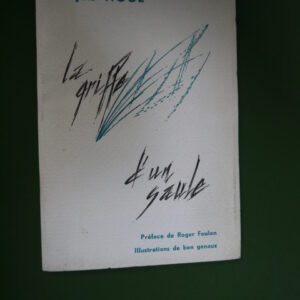 la
griffe
d'un
saule
Préface de Roger Foulon
Illustrations de ben genaux